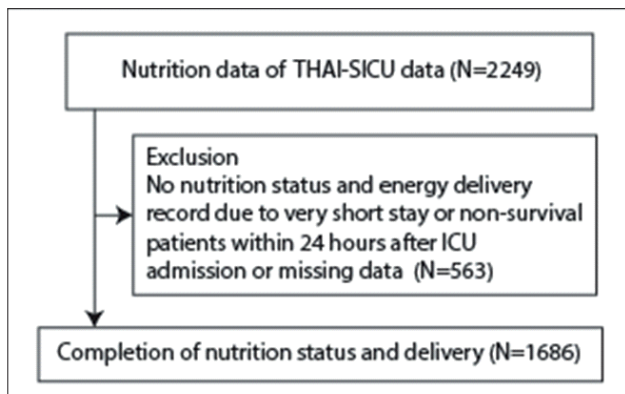 Nutrition data of THAI-SICU data (N=2249)
Exclusion
No nutrition status and energy delivery
record due to very short stay or non-survival
patients within 24 hours after ICU
admission or missing data (N=563)
Completion of nutrition status and delivery (N=1686)